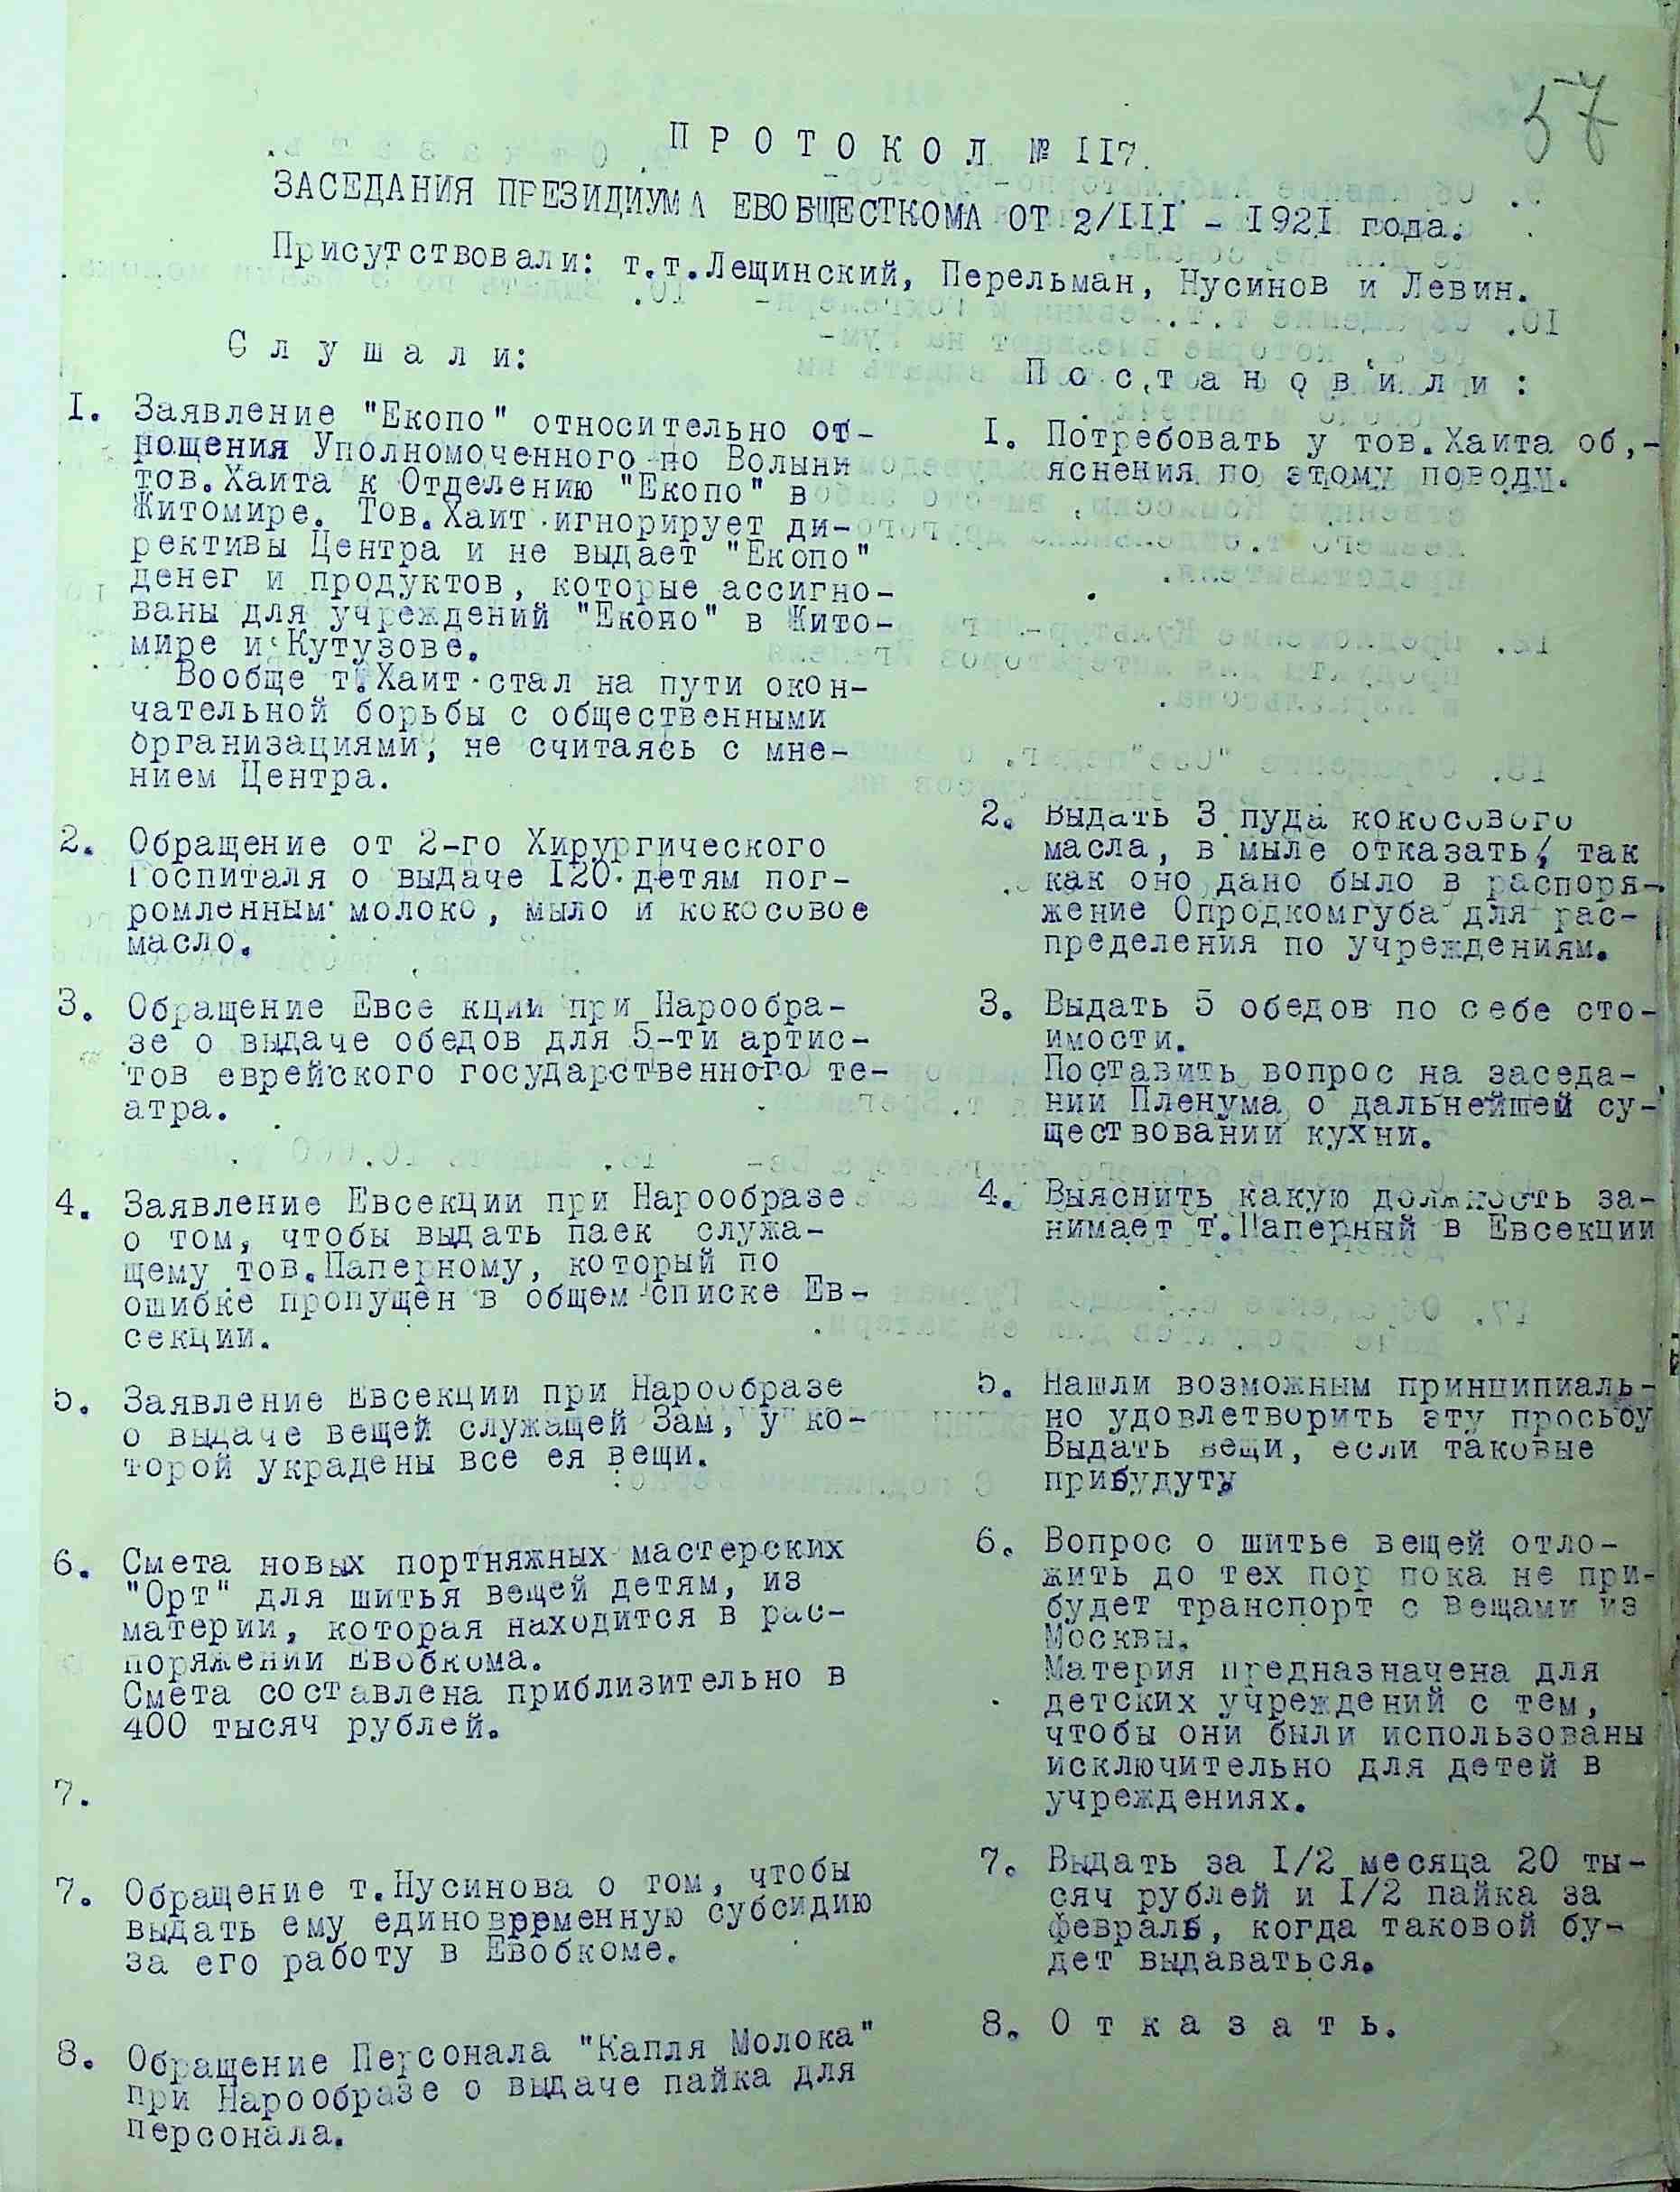 57
ПРОТОКОЛ № II7.
ЗАСЕДАНИЯ ПРЕЗИДИУМА ЕВОБЩЕСТКОМА ОТ 2/III - I92I года.
Присутствовали: т.т.Лещинский, Перельман, Нусинов и Левин.
Слушали:
I. Заявление "Екопо" относительно от-
ношения Уполномоченного по Волыни
тов.Хаита к Отделению "Екопо" в
Житомире. Тов.Хаит игнорирует ди-
рективы Центра и не выдает "Екопо"
денег и продуктов, которые ассигно-
ваны для учреждений "Екопо" в Жито-
мире и Кутузове.
Вообще т.Хаит стал на пути окон-
чательной борьбы с общественными
организациями, не считаясь с мне-
нием Центра.
2. Обращение от 2-го Хирургического
Госпиталя о выдаче I20 детям пог-
ромленным молоко, мыло и кокосовое
масло.
3. Обращение Евсе кции при Нарообра-
зе о выдаче обедов для 5-ти артис-
тов еврейского государственного те-
атра.
4. Заявление Евсекции при Нарообразе
о том, чтобы выдать паек служа-
щему тов.Паперному, который по
ошибке пропущен в общем списке Ев-
секции.
5. Заявление Евсекции при Нарообразе
о выдаче вещей служащей Зам, у ко-
торой украдены все ея вещи.
6. Смета новых портняжных мастерских
"Орт" для шитья вещей детям, из
материи, которая находится в рас-
поряжении Евобкома.
Смета составлена приблизительно в
400 тысяч рублей.
7.
7. Обращение т.Нусинова о том, чтобы
выдать ему единоврременную субсидию
за его работу в Евобкоме.
8. Обращение Персонала "Капля Молока"
при Нарообразе о выдаче пайка для
персонала.
Постановили:
I. Потребовать у тов.Хаита об,-
яснения по этому поводу.
2. Выдать 3 пуда кокосового
масла, в мыле отказать, так
как оно дано было в распоря-
жение Опродкомгуба для рас-
пределения по учреждениям.
3. Выдать 5 обедов по себе сто-
имости.
Поставить вопрос на заседа-
нии Пленума о дальнейшей су-
ществовании кухни.
4. Выяснить какую должность за-
нимает т.Паперный в Евсекции
5. Нашли возможным принципиаль-
но удовлетворить эту просьбу
Выдать вещи, если таковые
прибудут.
6. Вопрос о шитье вещей отло-
жить до тех пор пока не при-
будет транспорт с вещами из
Москвы.
Материя предназначена для
детских учреждений с тем,
чтобы они были использованы
исключительно для детей в
учреждениях.
7. Выдать за I/2 месяца 20 ты-
сяч рублей и I/2 пайка за
февраль, когда таковой бу-
дет выдаваться.
8. Отказать.